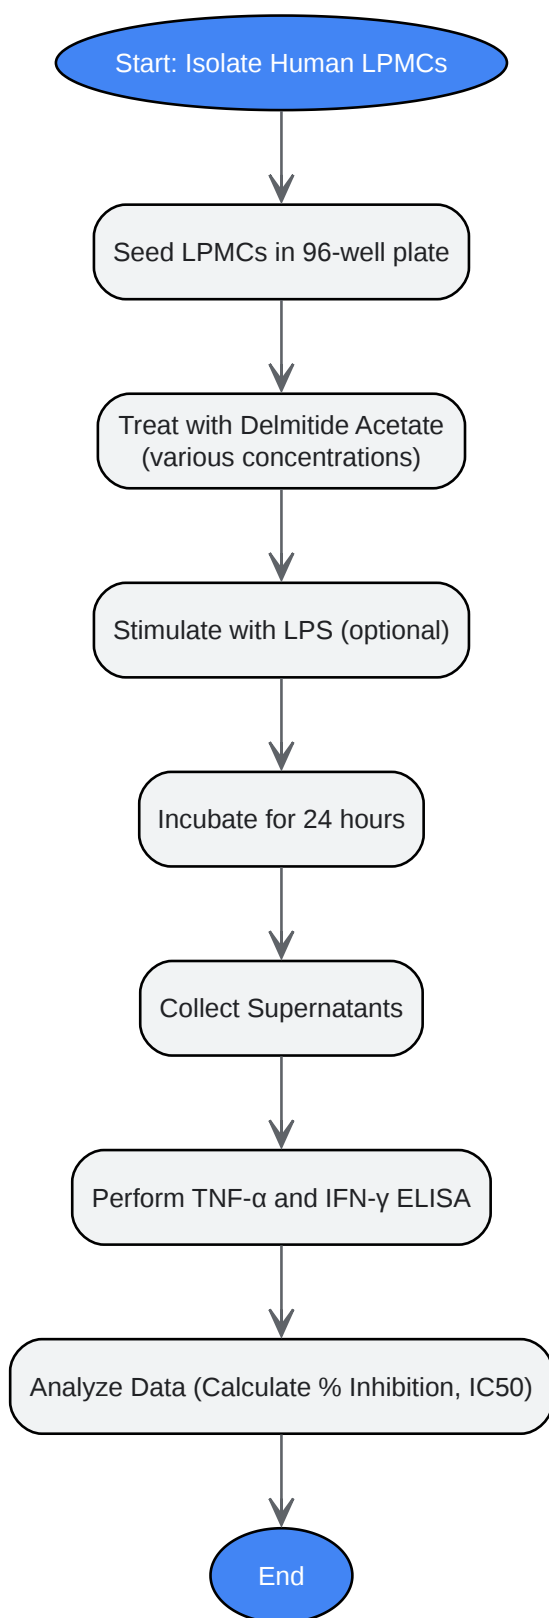 Start: Isolate Human LPMCs
Seed LPMCs in 96-well plate
Treat with Delmitide Acetate
(various concentrations)
Stimulate with LPS (optional)
Incubate for 24 hours
Collect Supernatants
Perform TNF-α and IFN-γ ELISA
Analyze Data (Calculate % Inhibition, IC50)
End